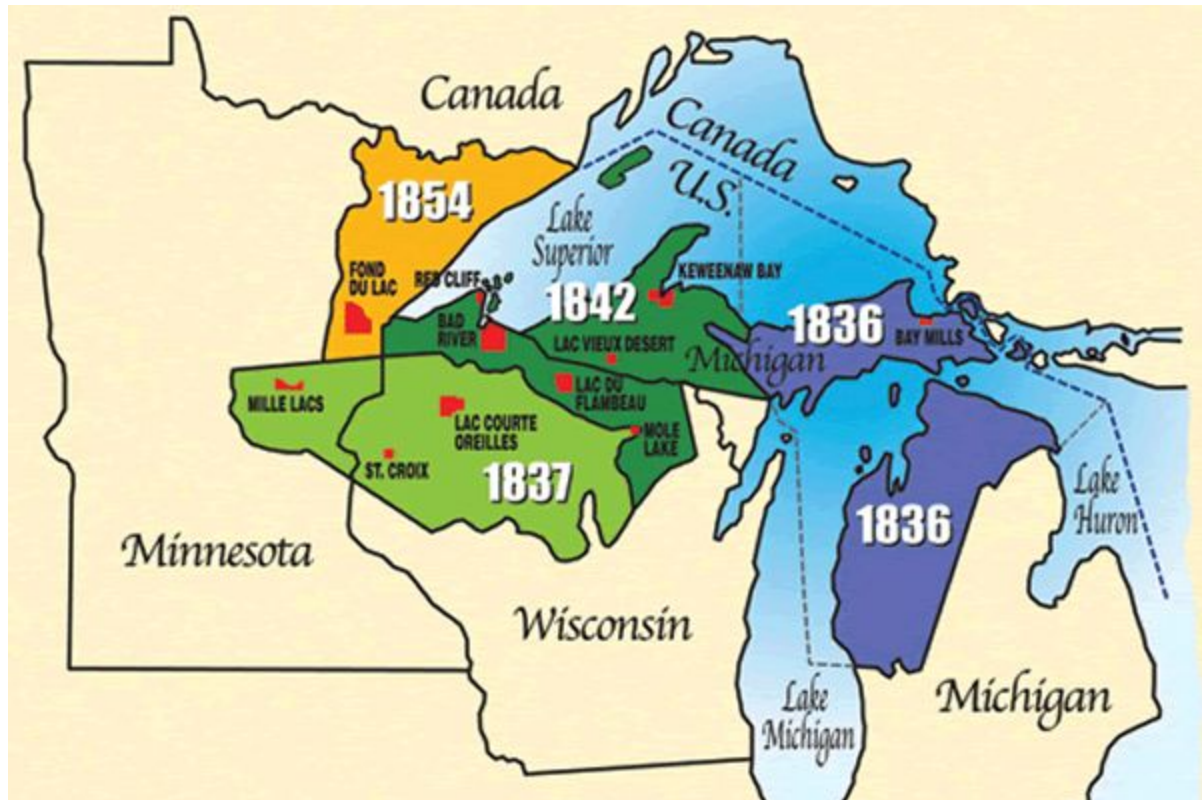 Canada
Canada
U.S.
1854
Lake
Superior
FOND
DU LAC
RED CLIFF
KEWEENAW BAY
1842
1836
BAD
RIVER
LAC VIEUX DESERT
Michigan
BAY MILLS
MILLE LACS
LAC DU
FLAMBEAU
LAC COURTE
OREILLES
MOLE
LAKE
ST. CROIX
1837
1836
Lake
Huron
Minnesota
Wisconsin
Lake
Michigan
Michigan